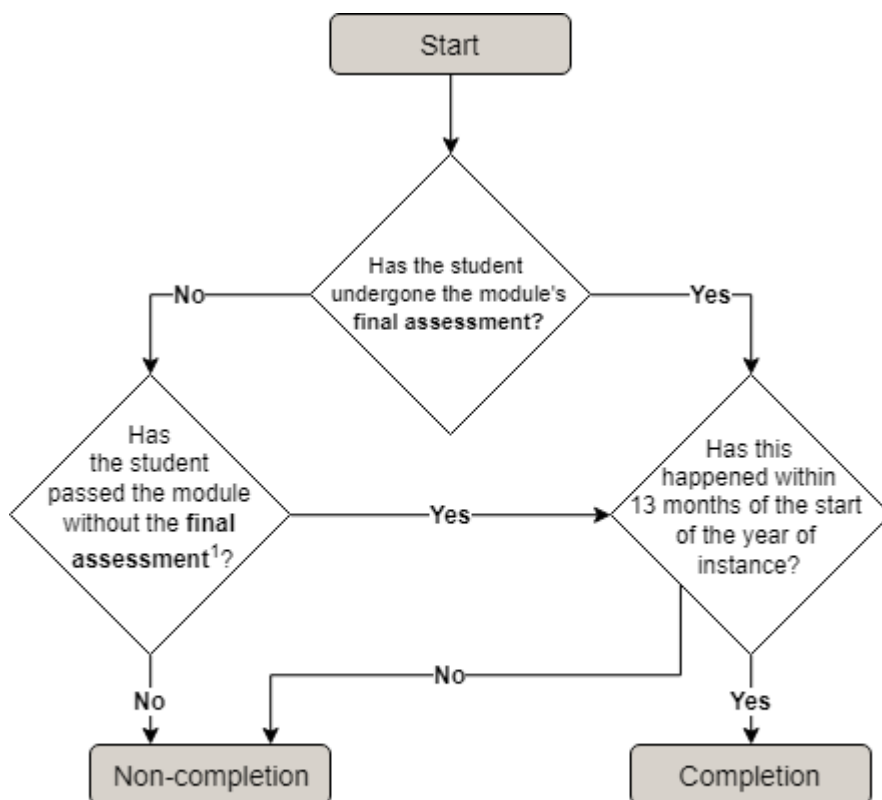 Start
Has the student
undergone the module's
final assessment?
No
Yes
Has
the student
passed the module
without the final
assessment¹?
Yes
Has this
happened within
13 months of the start
of the year of
instance?
No
No
Yes
Non-completion
Completion